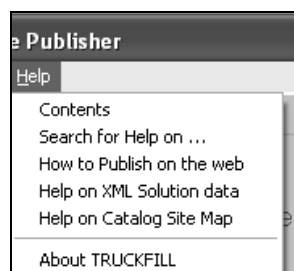 e Publisher
Help
Contents
Search for Help on ...
How to Publish on the web
Help on XML Solution data
Help on Catalog Site Map
About TRUCKFILL